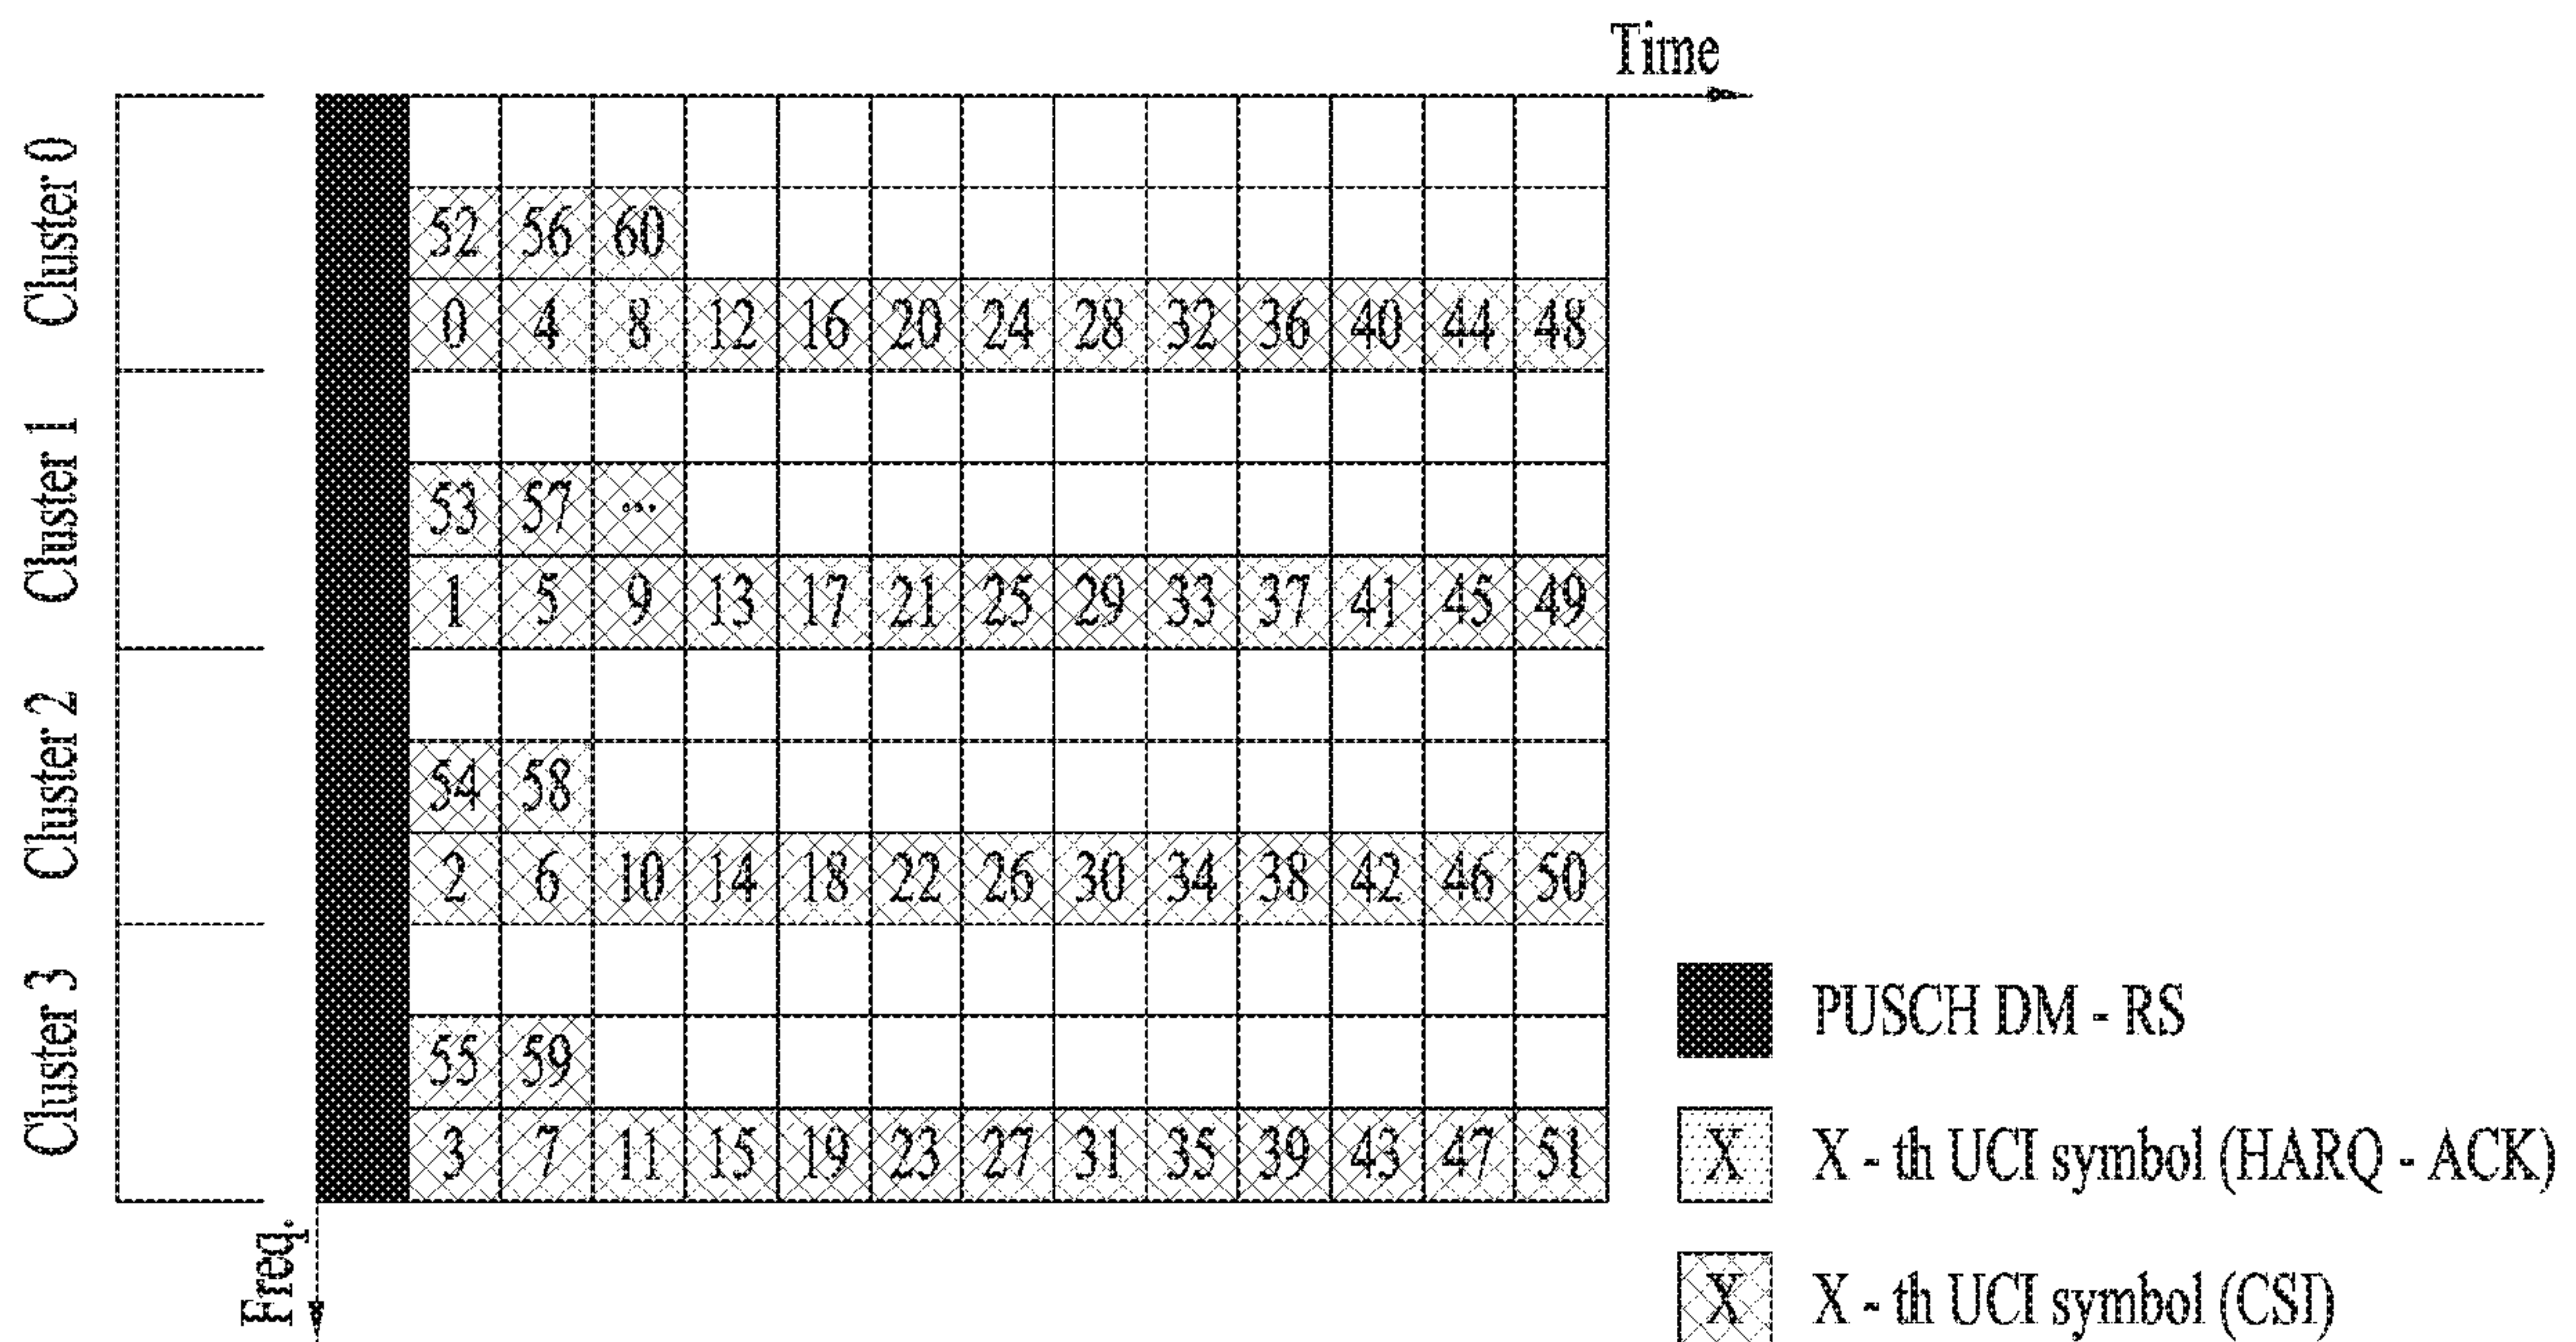 Time
Cluster 0
52 56 60
0 4 8 12 16 20 24 28 32 36 40 44 48
Cluster 1
53 57 ...
1 5 9 13 17 21 25 29 33 37 41 45 49
Cluster 2
54 58
2 6 10 14 18 22 26 30 34 38 42 46 50
Cluster 3
55 59
3 7 11 15 19 23 27 31 35 39 43 47 51
Freq.
PUSCH DM - RS
X X - th UCI symbol (HARQ - ACK)
X X - th UCI symbol (CSI)